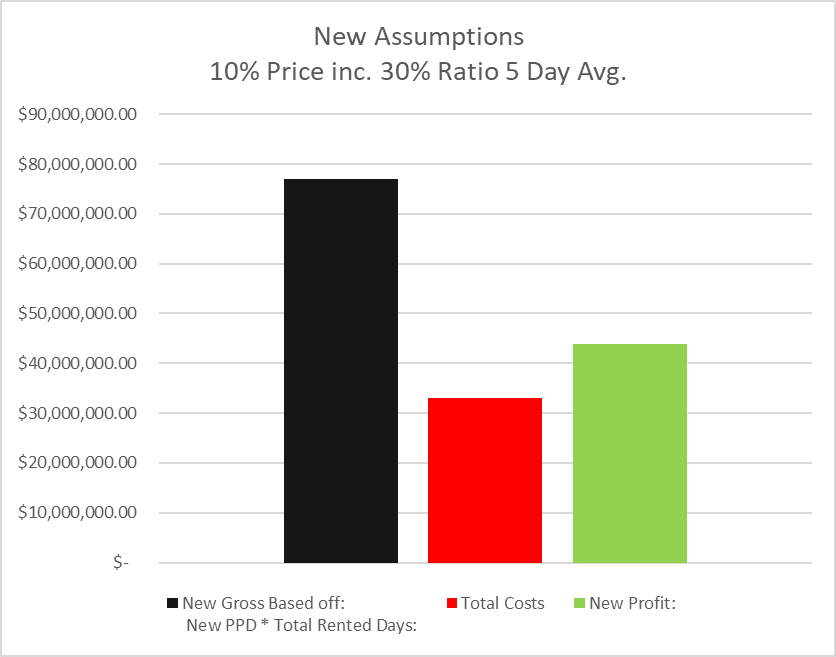 New Assumptions
10% Price inc. 30% Ratio 5 Day Avg.
$90,000,000.00
$80,000,000.00
$70,000,000.00
$60,000,000.00
$50,000,000.00
$40,000,000.00
$30,000,000.00
$20,000,000.00
$10,000,000.00
$-
New Gross Based off:
New PPD * Total Rented Days:
Total Costs
New Profit: